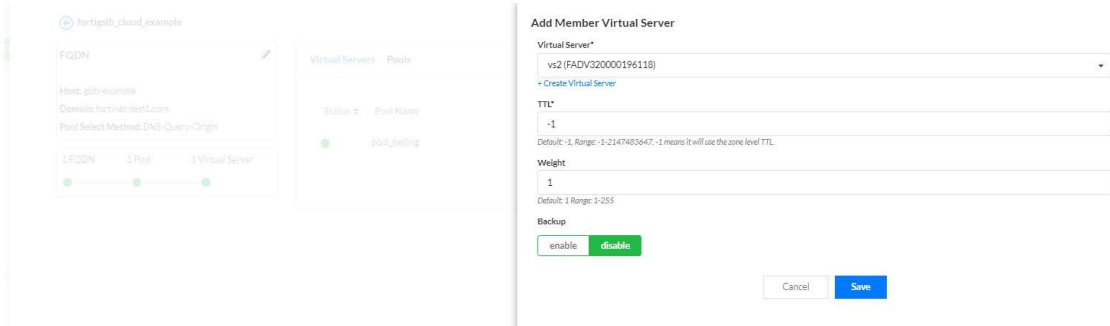 fortigslb_cloud_example
FQDN
Host: gslb-example
Domain: fortinet-test1.com.
Pool Select Method: DNS-Query-Origin
1 FQDN 1 Pool 1 Virtual Server
Virtual Servers Pools
Status Pool Name
pool_beijing
Add Member Virtual Server
Virtual Server*
vs2 (FADV320000196118)
+ Create Virtual Server
TTL*
-1
Default: -1, Range: -1-2147483647. -1 means it will use the zone level TTL.
Weight
1
Default: 1 Range: 1-255
Backup
enable disable
Cancel Save